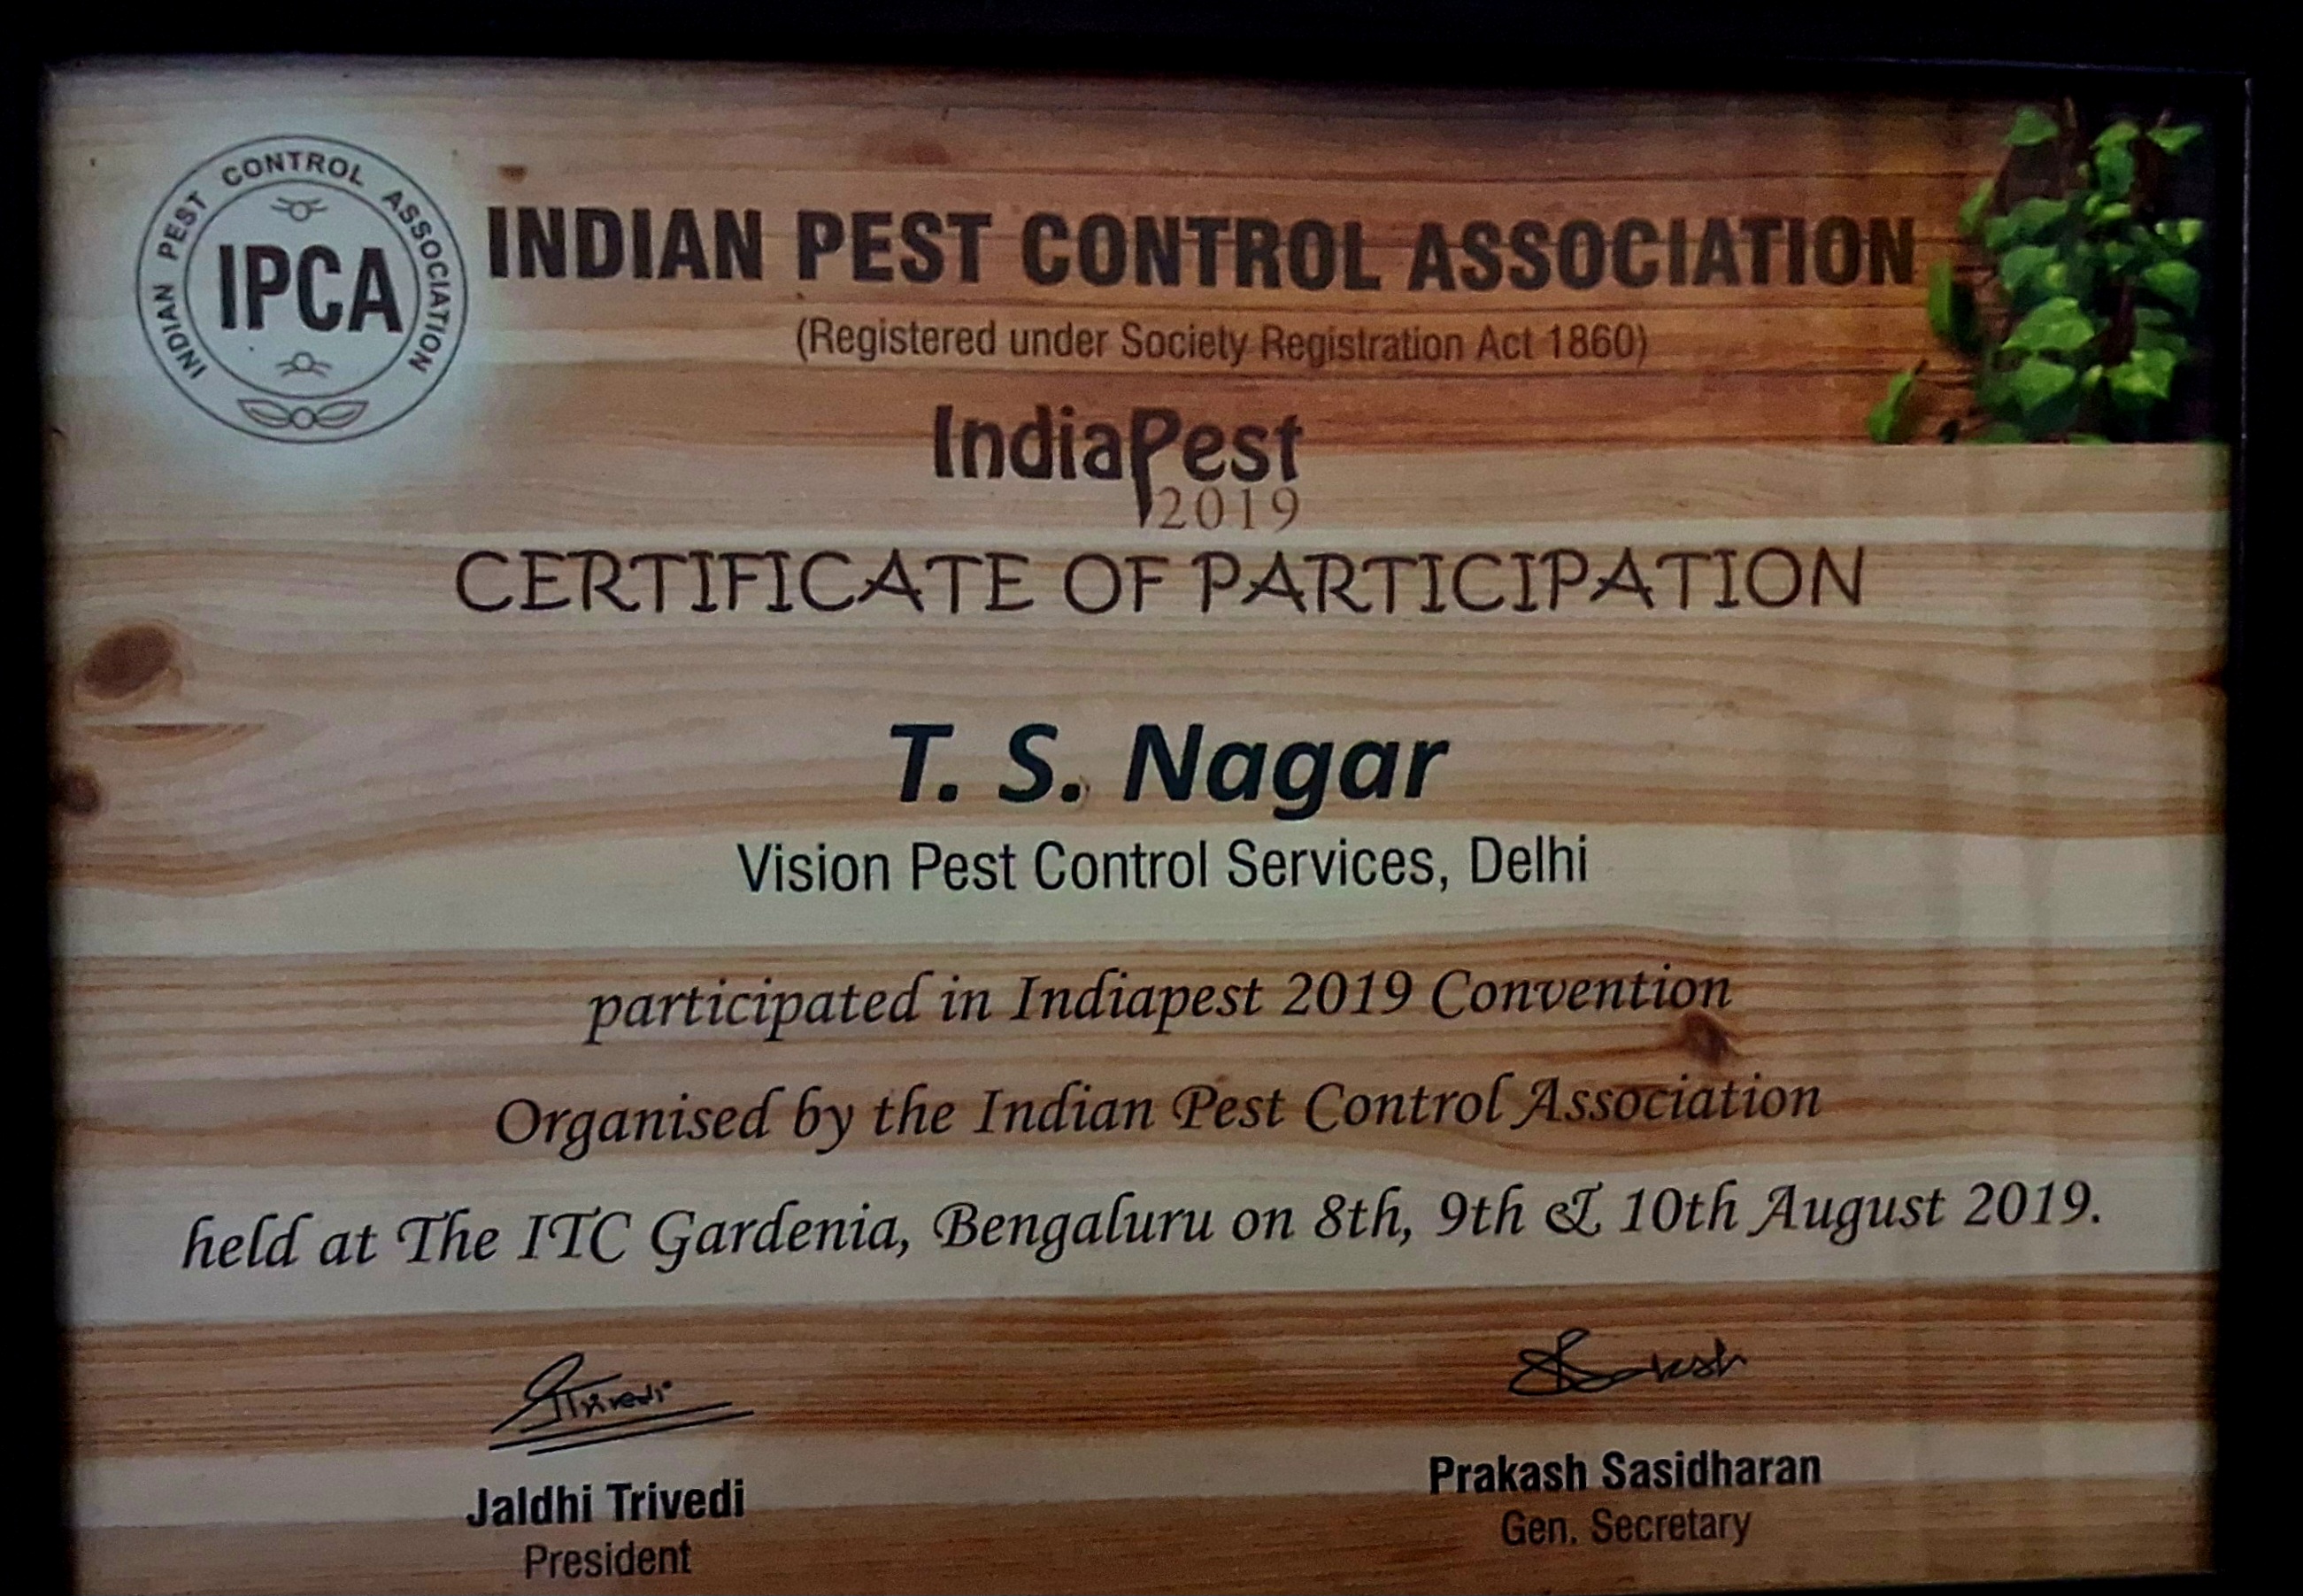 INDIAN PEST CONTROL ASSOCIATION
IPCA
INDIAN PEST CONTROL ASSOCIATION
(Registered under Society Registration Act 1860)
IndiaPest
2019
CERTIFICATE OF PARTICIPATION
T. S. Nagar
Vision Pest Control Services, Delhi
participated in Indiapest 2019 Convention
Organised by the Indian Pest Control Association
held at The ITC Gardenia, Bengaluru on 8th, 9th & 10th August 2019.
JTrivedi
Jaldhi Trivedi
President
Prakash Sasidharan
Gen. Secretary